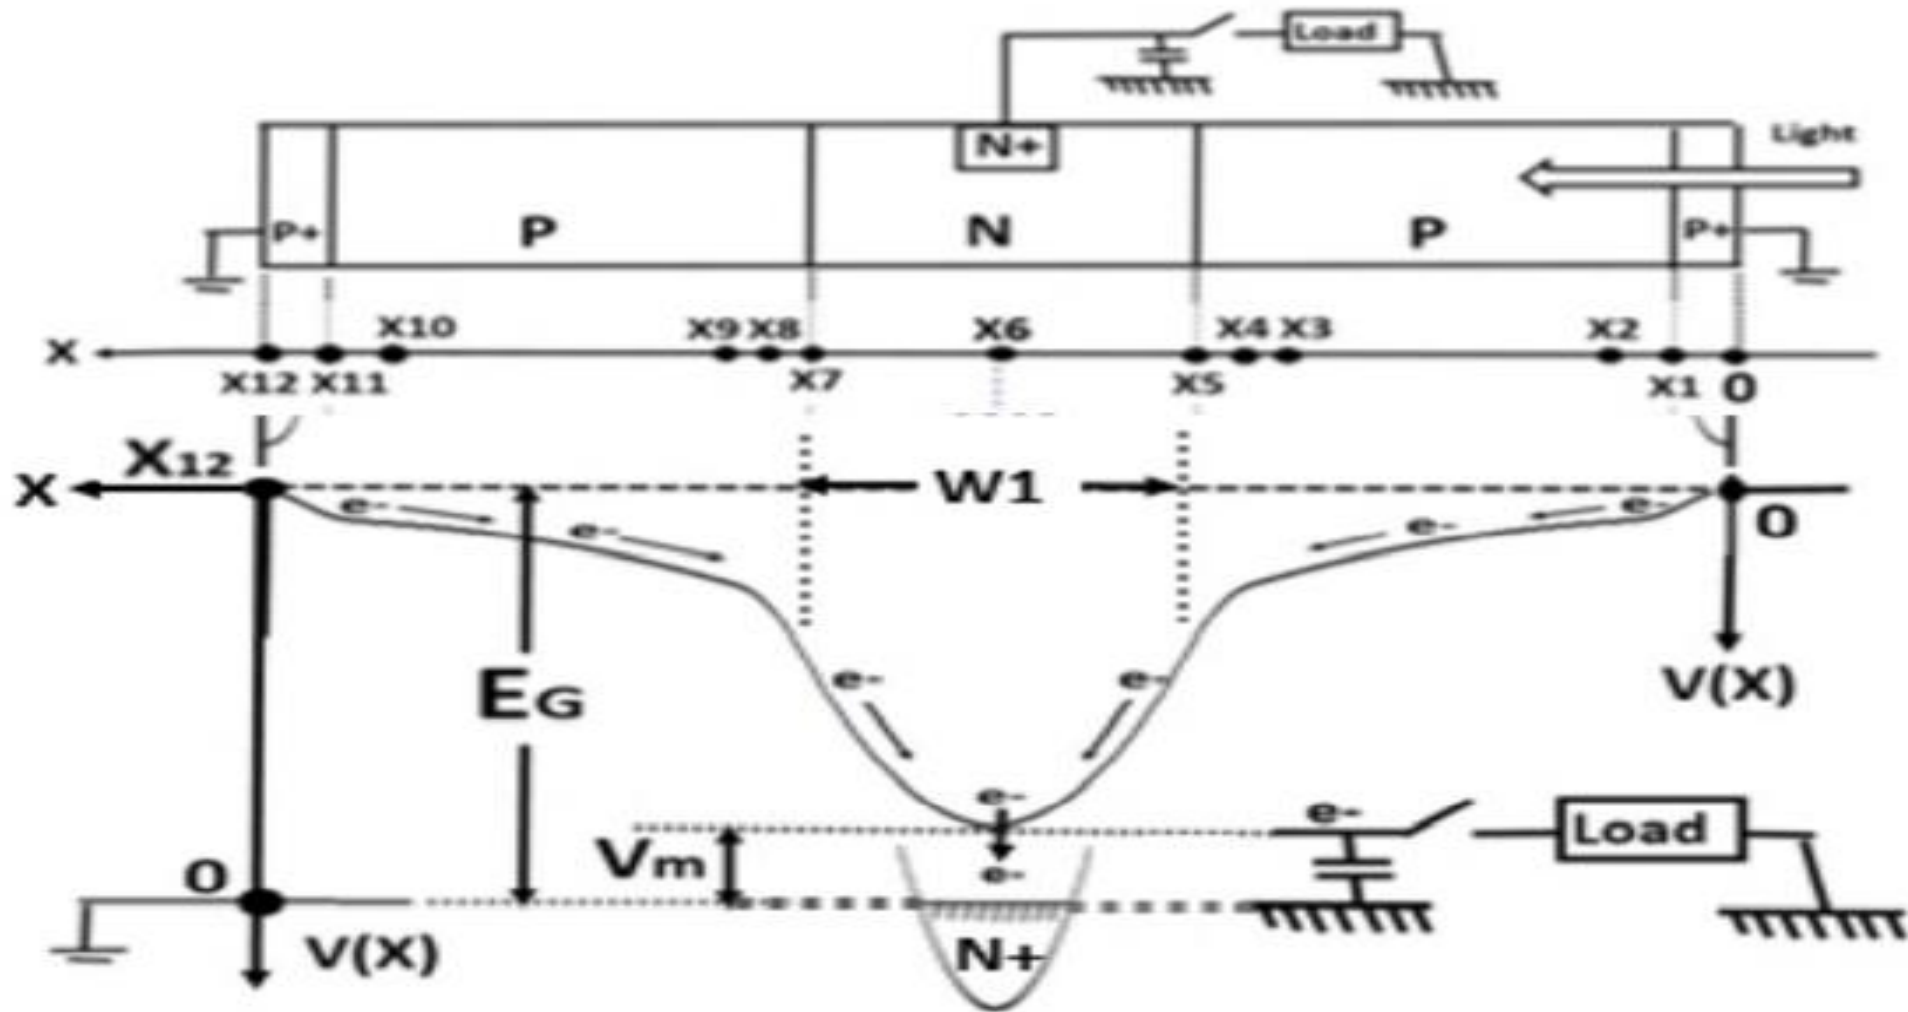 Load
Light
N+
P+ P N P P+
X10 X9 X8 X6 X4 X3 X2
X
X12 X11 X7 X5 X1 0
X12
X W1
e- e- e- e-
0
EG
e- e-
V(X)
e-
e- Load
Vm
e-
0
V(X) N+